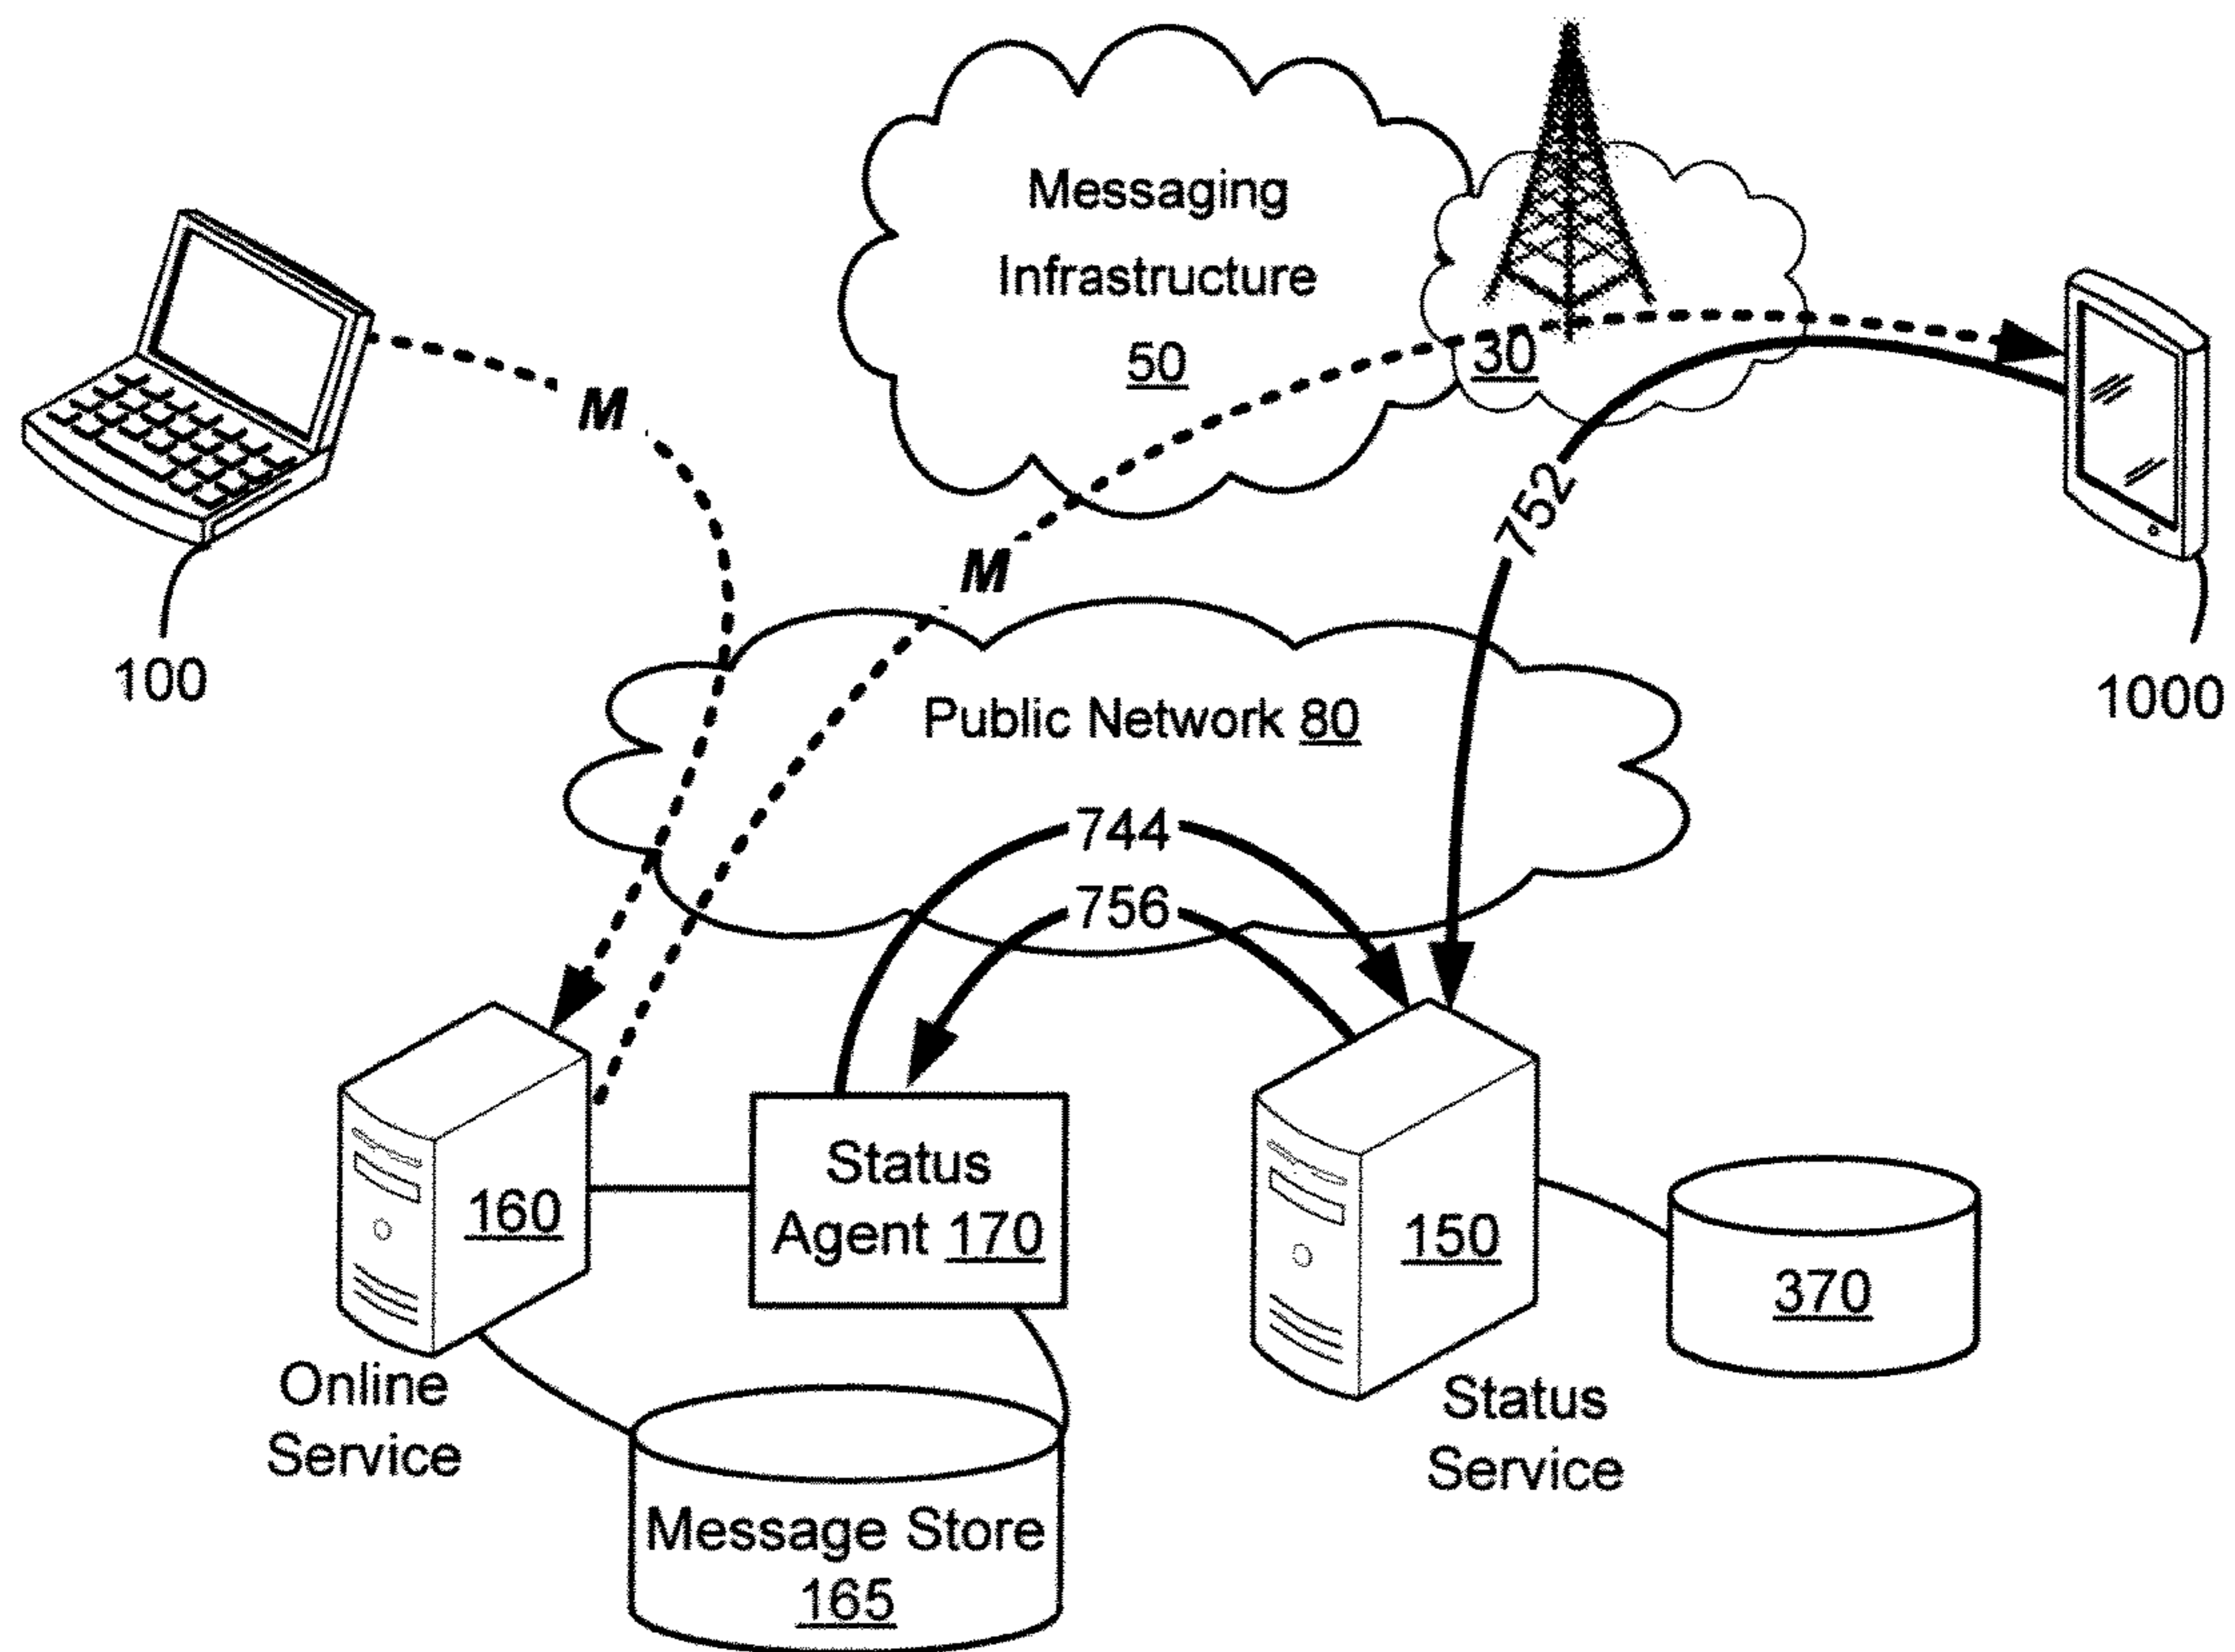 Messaging
Infrastructure
50
30
M
M
752
100
1000
Public Network 80
744
756
160
Status
Agent 170
150
370
Online
Service
Status
Service
Message Store
165